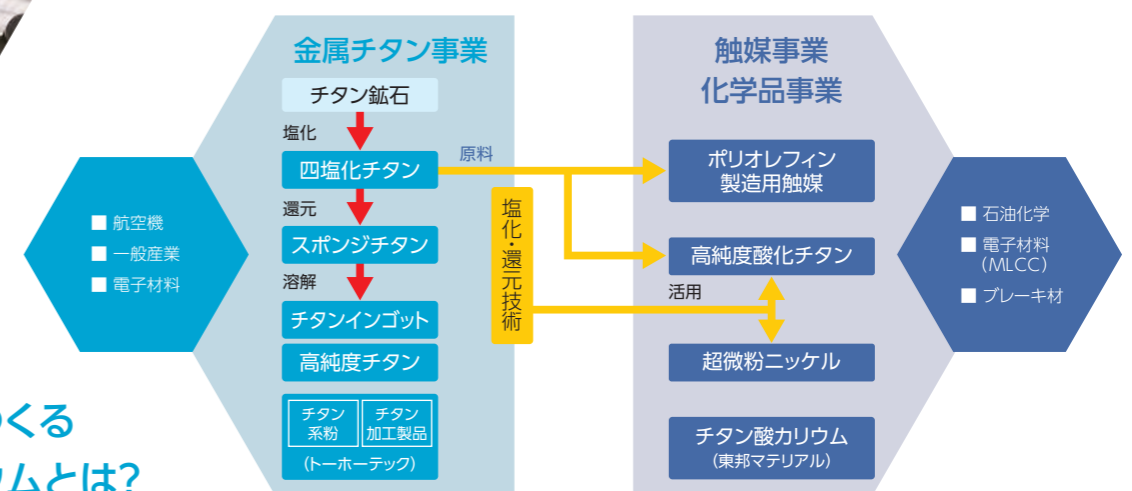 金属チタン事業
チタン鉱石
塩化
四塩化チタン
還元
スポンジチタン
溶解
チタンインゴット
高純度チタン
チタン
系粉
チタン
加工製品
(トーホーテック)
■ 航空機
■ 一般産業
■ 電子材料
原料
塩化・還元技術
活用
触媒事業
化学品事業
ポリオレフィン
製造用触媒
高純度酸化チタン
超微粉ニッケル
チタン酸カリウム
(東邦マテリアル)
■ 石油化学
■ 電子材料
(MLCC)
■ ブレーキ材
くる
ムとは?